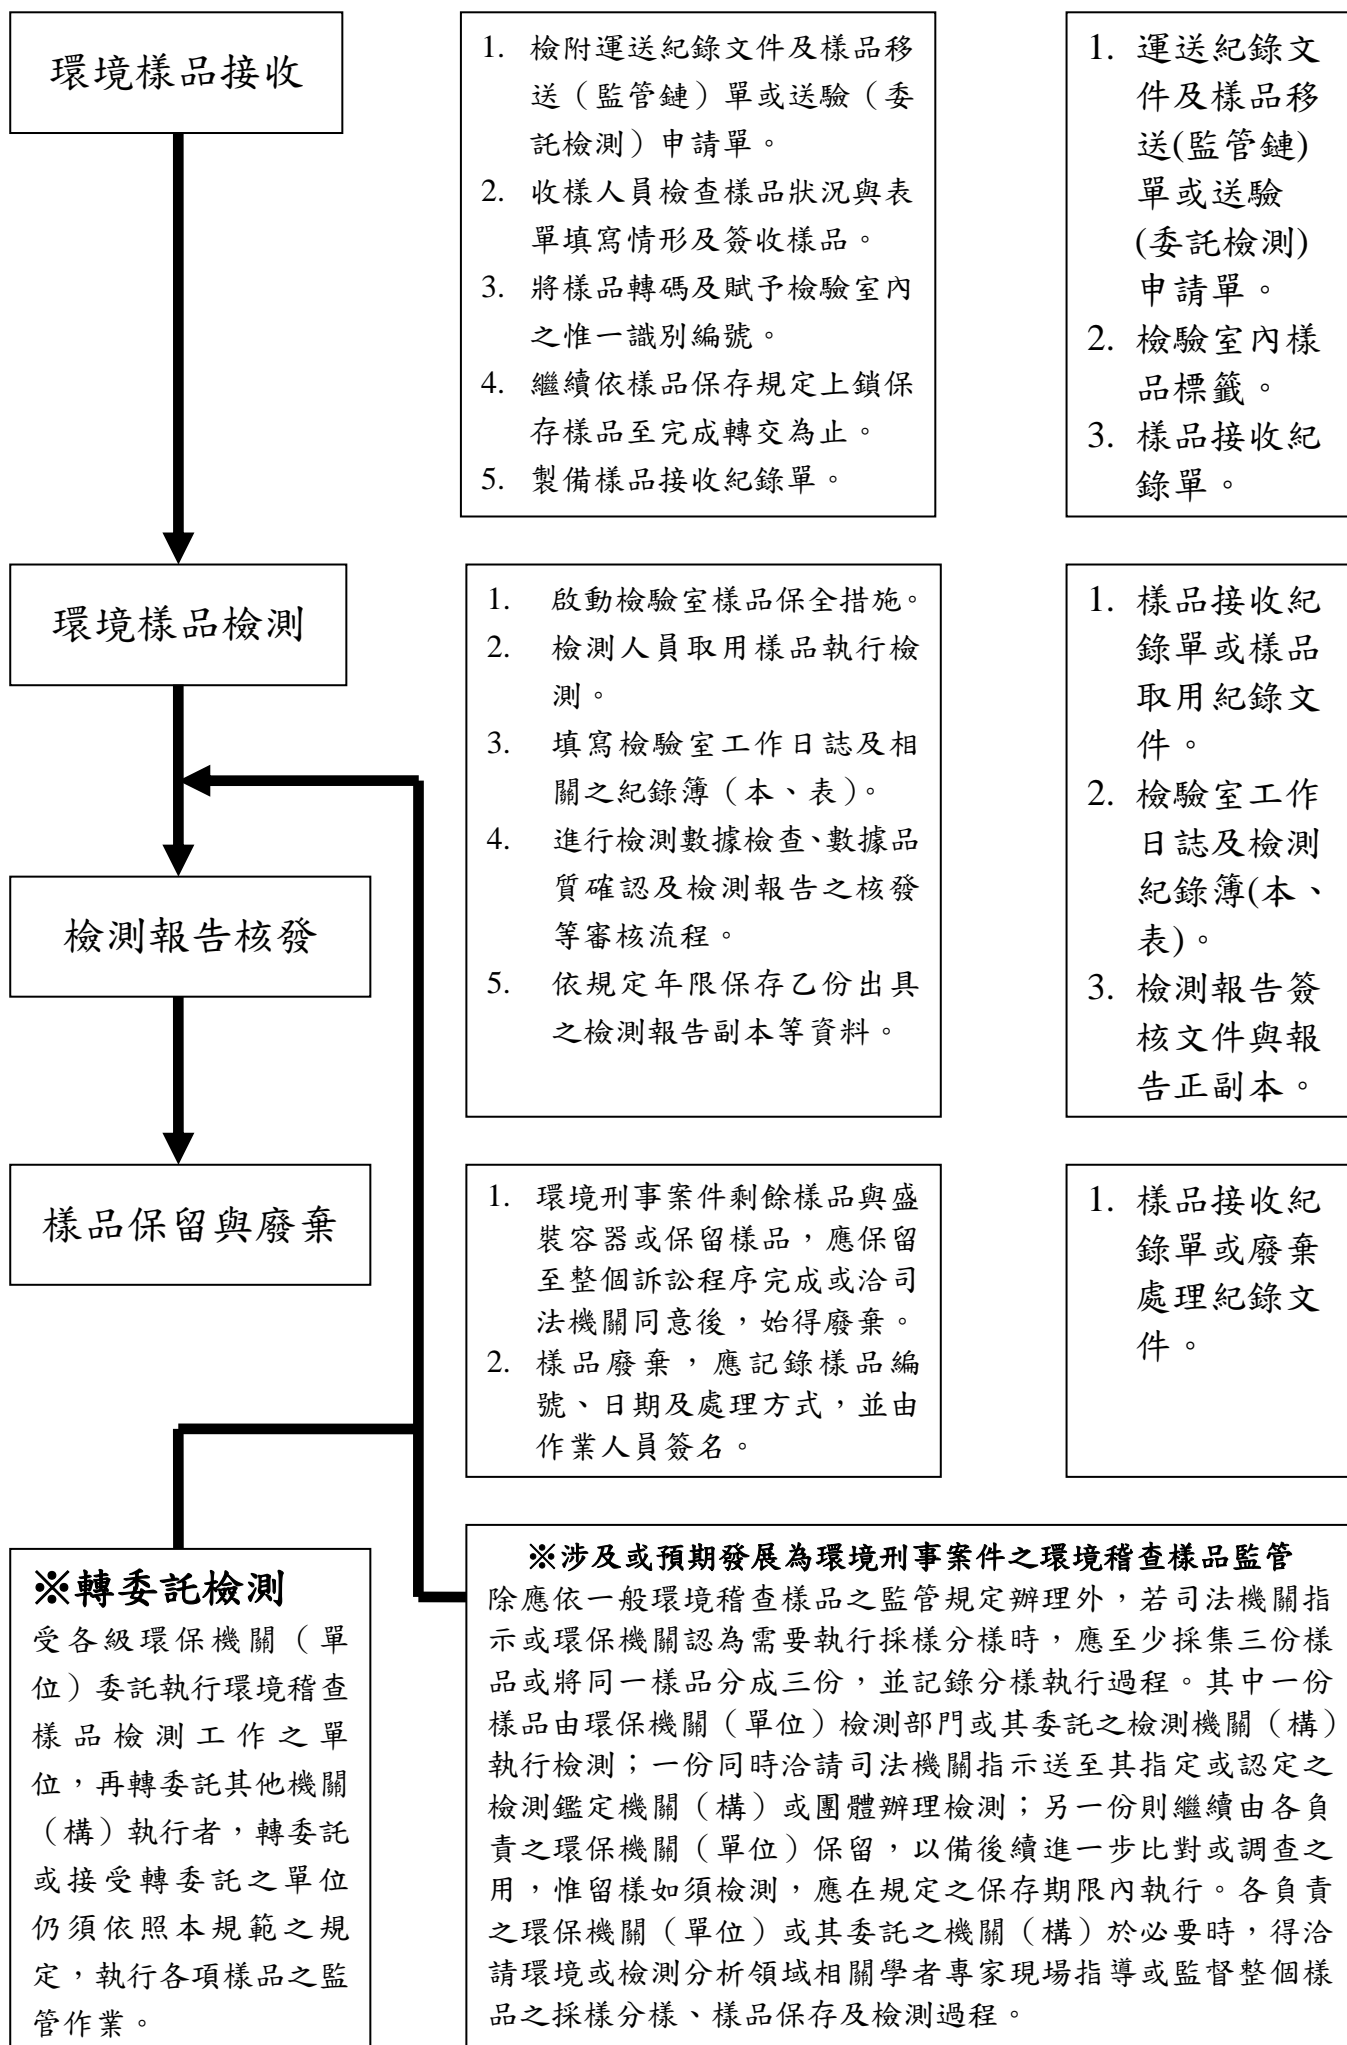 環境樣品接收
1. 檢附運送紀錄文件及樣品移
送（監管鏈）單或送驗（委
託檢測）申請單。
2. 收樣人員檢查樣品狀況與表
單填寫情形及簽收樣品。
3. 將樣品轉碼及賦予檢驗室內
之惟一識別編號。
4. 繼續依樣品保存規定上鎖保
存樣品至完成轉交為止。
5. 製備樣品接收紀錄單。
1. 運送紀錄文
件及樣品移
送(監管鏈)
單或送驗
(委託檢測)
申請單。
2. 檢驗室內樣
品標籤。
3. 樣品接收紀
錄單。
環境樣品檢測
1. 啟動檢驗室樣品保全措施。
2. 檢測人員取用樣品執行檢
測。
3. 填寫檢驗室工作日誌及相
關之紀錄簿（本、表）。
4. 進行檢測數據檢查、數據品
質確認及檢測報告之核發
等審核流程。
5. 依規定年限保存乙份出具
之檢測報告副本等資料。
1. 樣品接收紀
錄單或樣品
取用紀錄文
件。
2. 檢驗室工作
日誌及檢測
紀錄簿(本、
表)。
3. 檢測報告簽
核文件與報
告正副本。
檢測報告核發
樣品保留與廢棄
1. 環境刑事案件剩餘樣品與盛
裝容器或保留樣品，應保留
至整個訴訟程序完成或洽司
法機關同意後，始得廢棄。
2. 樣品廢棄，應記錄樣品編
號、日期及處理方式，並由
作業人員簽名。
1. 樣品接收紀
錄單或廢棄
處理紀錄文
件。
※轉委託檢測
受各級環保機關（單
位）委託執行環境稽查
樣品檢測工作之單
位，再轉委託其他機關
（構）執行者，轉委託
或接受轉委託之單位
仍須依照本規範之規
定，執行各項樣品之監
管作業。
※涉及或預期發展為環境刑事案件之環境稽查樣品監管
除應依一般環境稽查樣品之監管規定辦理外，若司法機關指
示或環保機關認為需要執行採樣分樣時，應至少採集三份樣
品或將同一樣品分成三份，並記錄分樣執行過程。其中一份
樣品由環保機關（單位）檢測部門或其委託之檢測機關（構）
執行檢測；一份同時洽請司法機關指示送至其指定或認定之
檢測鑑定機關（構）或團體辦理檢測；另一份則繼續由各負
責之環保機關（單位）保留，以備後續進一步比對或調查之
用，惟留樣如須檢測，應在規定之保存期限內執行。各負責
之環保機關（單位）或其委託之機關（構）於必要時，得洽
請環境或檢測分析領域相關學者專家現場指導或監督整個樣
品之採樣分樣、樣品保存及檢測過程。